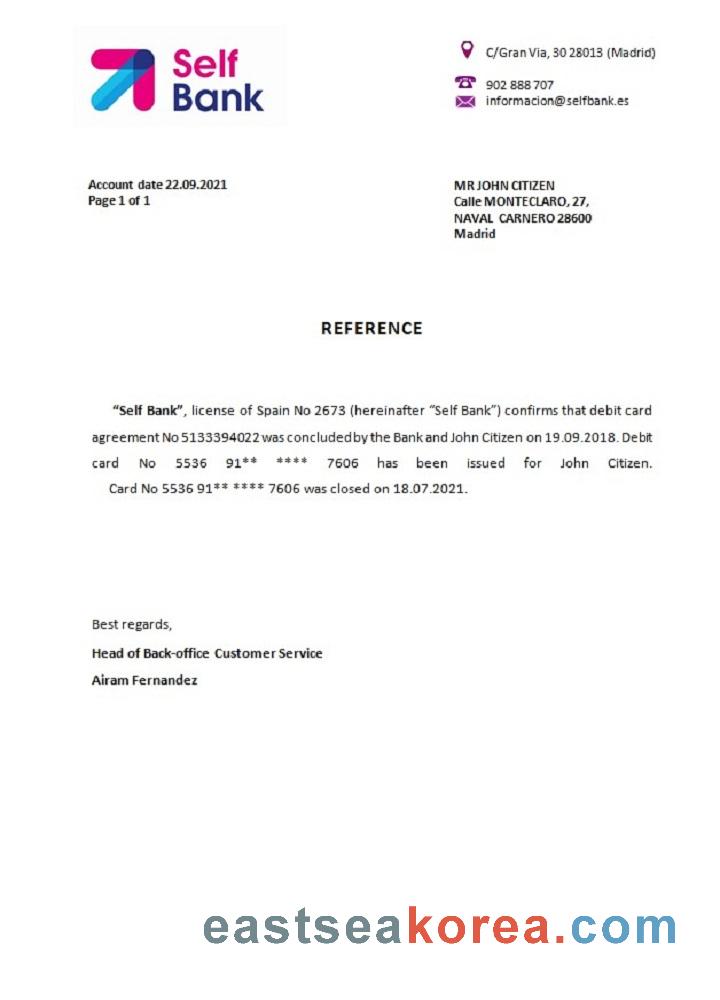 Self
Bank
C/Gran Via, 30 28013 (Madrid)
902 888 707
informacion@selfbank.es
Account date 22.09.2021
Page 1 of 1
MR JOHN CITIZEN
Calle MONTECLARO, 27,
NAVAL CARNERO 28600
Madrid
REFERENCE
“Self Bank”, license of Spain No 2673 (hereinafter “Self Bank”) confirms that debit card
agreement No 5133394022 was concluded by the Bank and John Citizen on 19.09.2018. Debit
card No 5536 91** **** 7606 has been issued for John Citizen.
Card No 5536 91** **** 7606 was closed on 18.07.2021.
Best regards,
Head of Back-office Customer Service
Airam Fernandez
eastseakorea.com